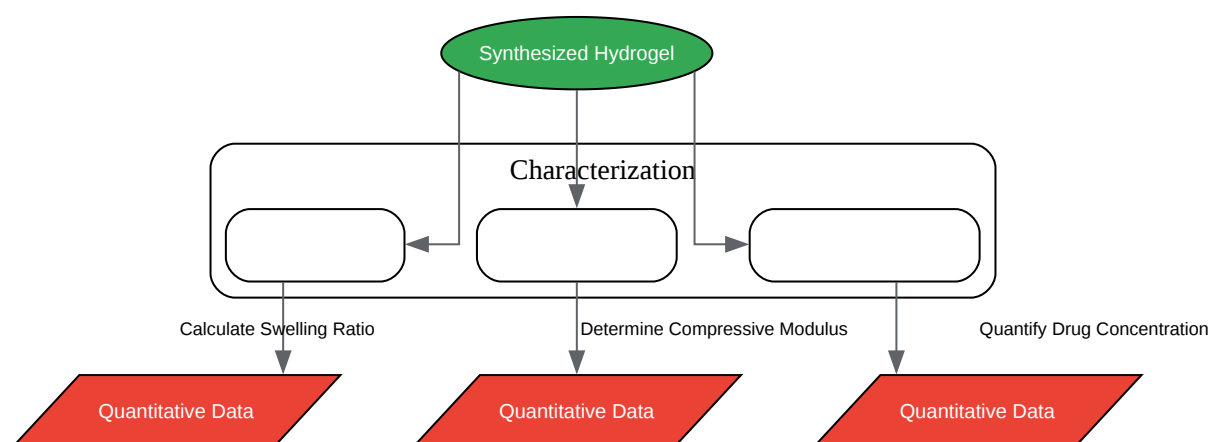 Synthesized Hydrogel
Characterization
Calculate Swelling Ratio
Determine Compressive Modulus
Quantify Drug Concentration
Quantitative Data
Quantitative Data
Quantitative Data